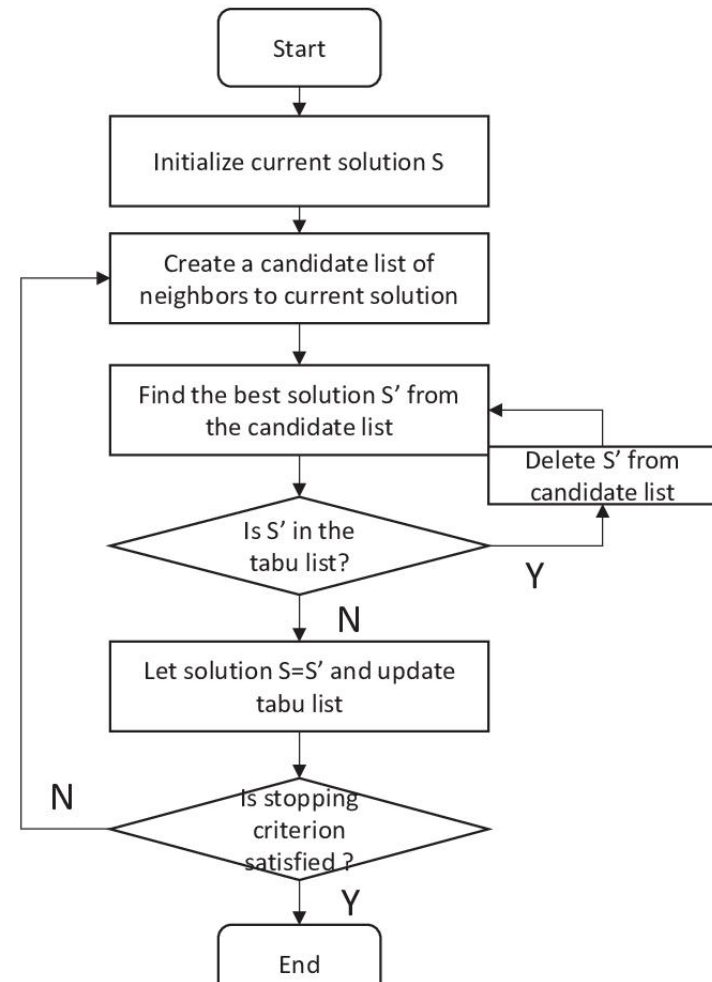 Start
Initialize current solution S
Create a candidate list of
neighbors to current solution
Find the best solution S’ from
the candidate list
Delete S’ from
candidate list
Is S’ in the
tabu list?
Y
N
Let solution S=S’ and update
tabu list
N
Is stopping
criterion
satisfied ?
Y
End